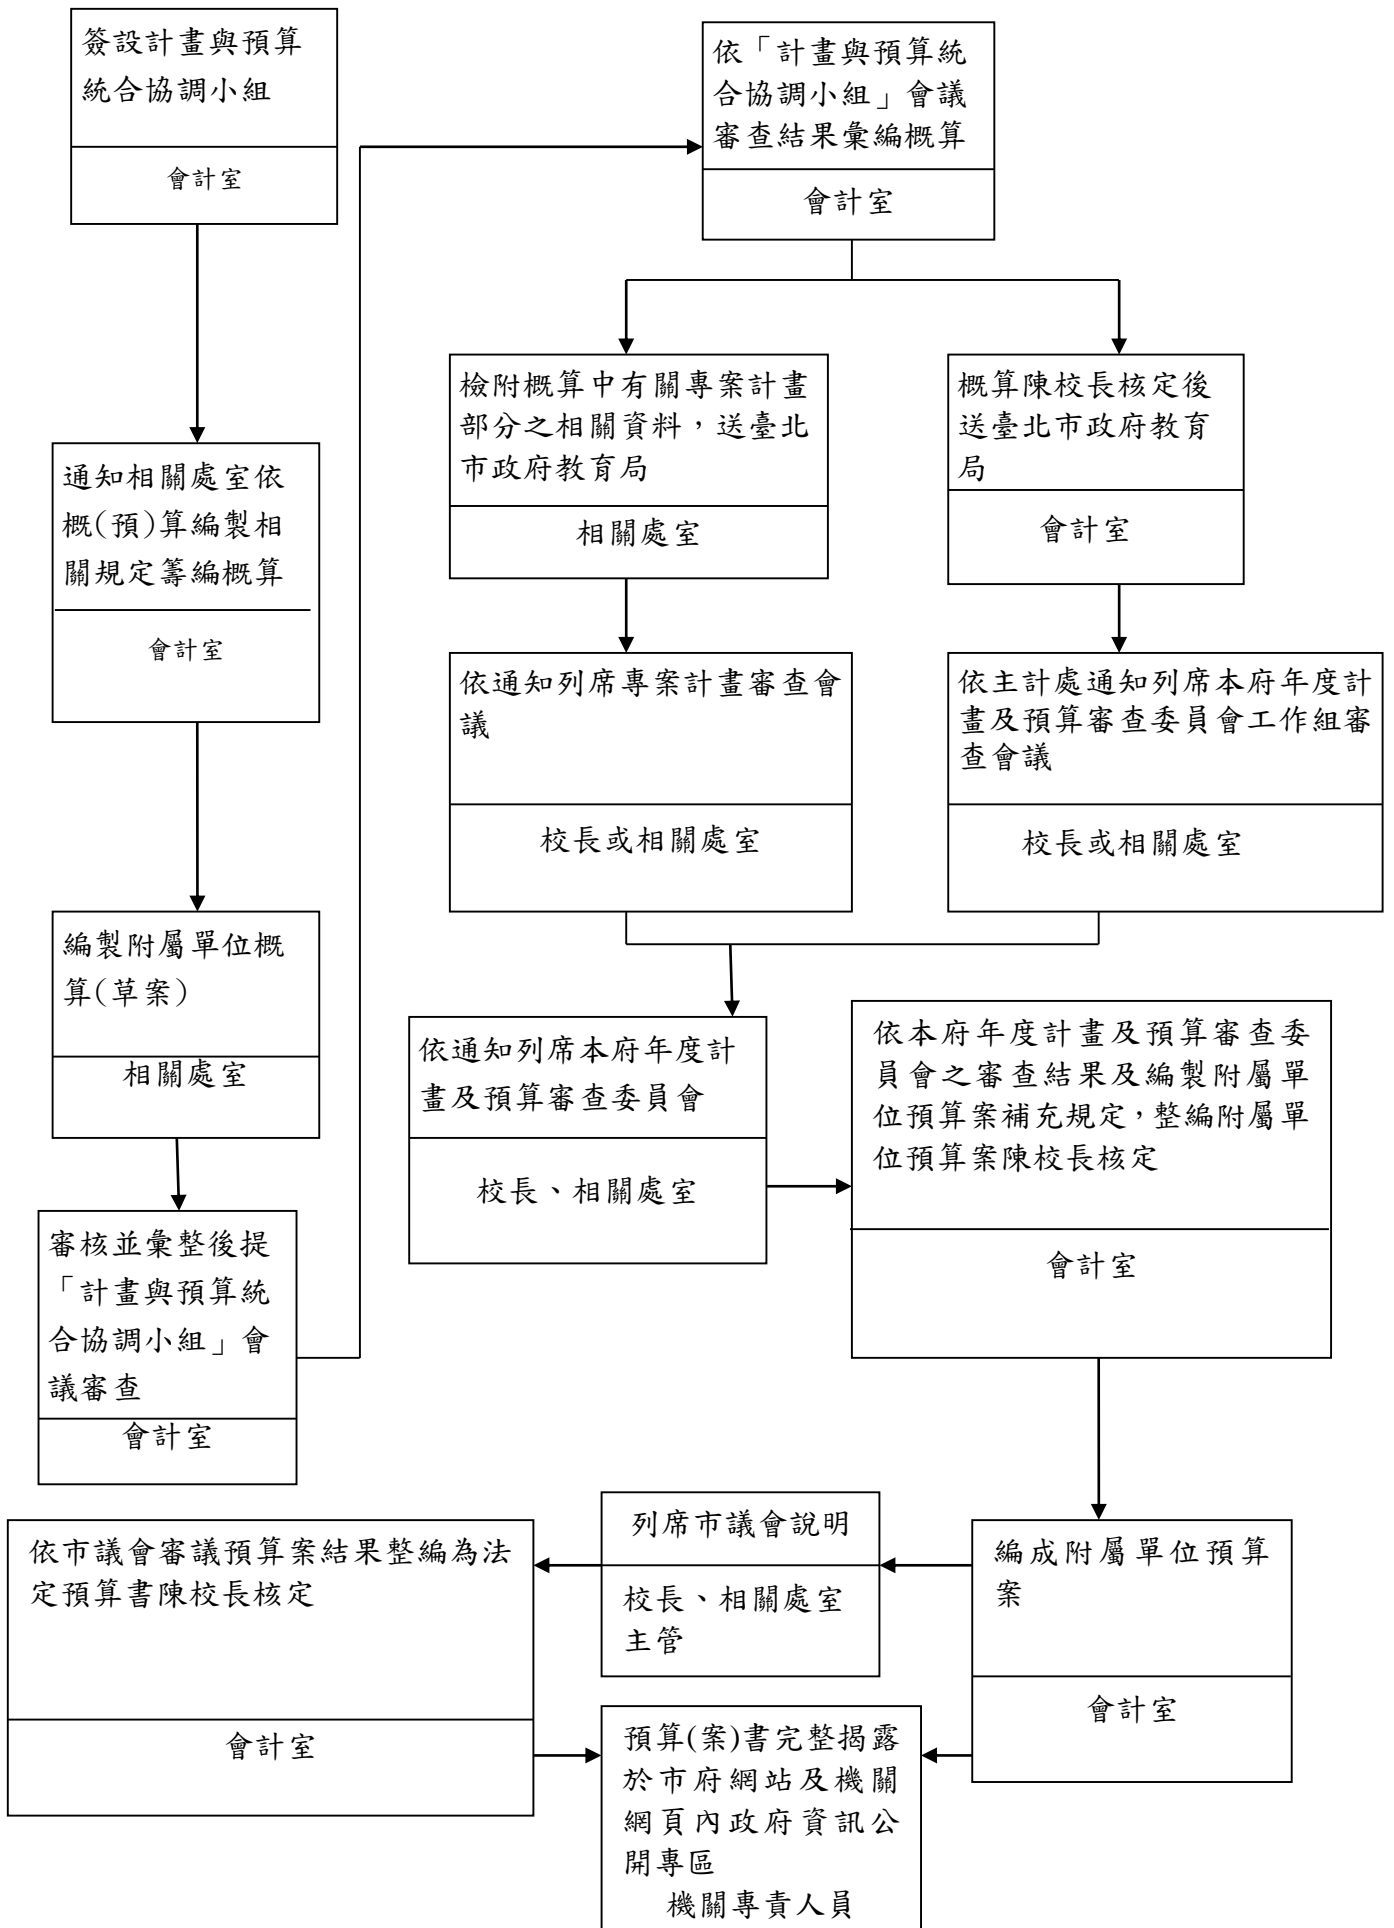 簽設計畫與預算
統合協調小組
會計室
通知相關處室依
概(預)算編製相
關規定籌編概算
會計室
編製附屬單位概
算(草案)
相關處室
審核並彙整後提
「計畫與預算統
合協調小組」會
議審查
會計室
依「計畫與預算統
合協調小組」會議
審查結果彙編概算
會計室
檢附概算中有關專案計畫
部分之相關資料，送臺北
市政府教育局
相關處室
概算陳校長核定後
送臺北市政府教育
局
會計室
依通知列席專案計畫審查會
議
校長或相關處室
依主計處通知列席本府年度計
畫及預算審查委員會工作組審
查會議
校長或相關處室
依通知列席本府年度計
畫及預算審查委員會
校長、相關處室
依本府年度計畫及預算審查委
員會之審查結果及編製附屬單
位預算案補充規定，整編附屬單
位預算案陳校長核定
會計室
編成附屬單位預算
案
會計室
列席市議會說明
校長、相關處室
主管
依市議會審議預算案結果整編為法
定預算書陳校長核定
會計室
預算(案)書完整揭露
於市府網站及機關
網頁內政府資訊公
開專區
機關專責人員